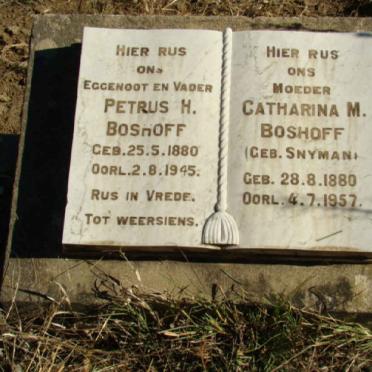 Hier rus
ons
Eggenoot en Vader
Petrus H.
Boshoff
Geb. 25.5.1880
Oorl. 2.8.1945.
Rus in Vrede.
Tot weersiens.
Hier rus
ons
Moeder
Catharina M.
Boshoff
(Geb. Snyman)
Geb. 28.8.1880
Oorl. 4.7.1957.